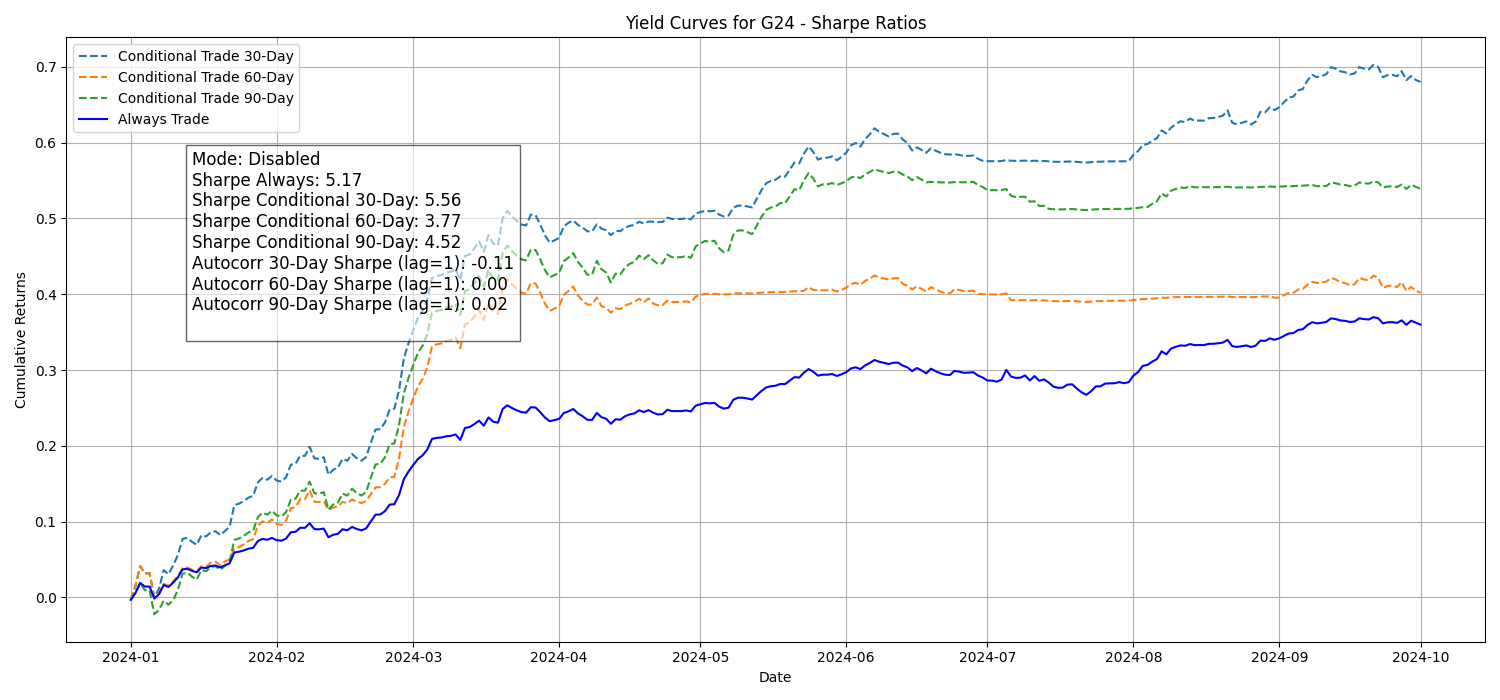 Yield Curves for G24 - Sharpe Ratios
Conditional Trade 30-Day
Conditional Trade 60-Day
Conditional Trade 90-Day
Always Trade
Mode: Disabled
Sharpe Always: 5.17
Sharpe Conditional 30-Day: 5.56
Sharpe Conditional 60-Day: 3.77
Sharpe Conditional 90-Day: 4.52
Autocorr 30-Day Sharpe (lag=1): -0.11
Autocorr 60-Day Sharpe (lag=1): 0.00
Autocorr 90-Day Sharpe (lag=1): 0.02
Cumulative Returns
0.7
0.6
0.5
0.4
0.3
0.2
0.1
0.0
2024-01
2024-02
2024-03
2024-04
2024-05
2024-06
2024-07
2024-08
2024-09
2024-10
Date